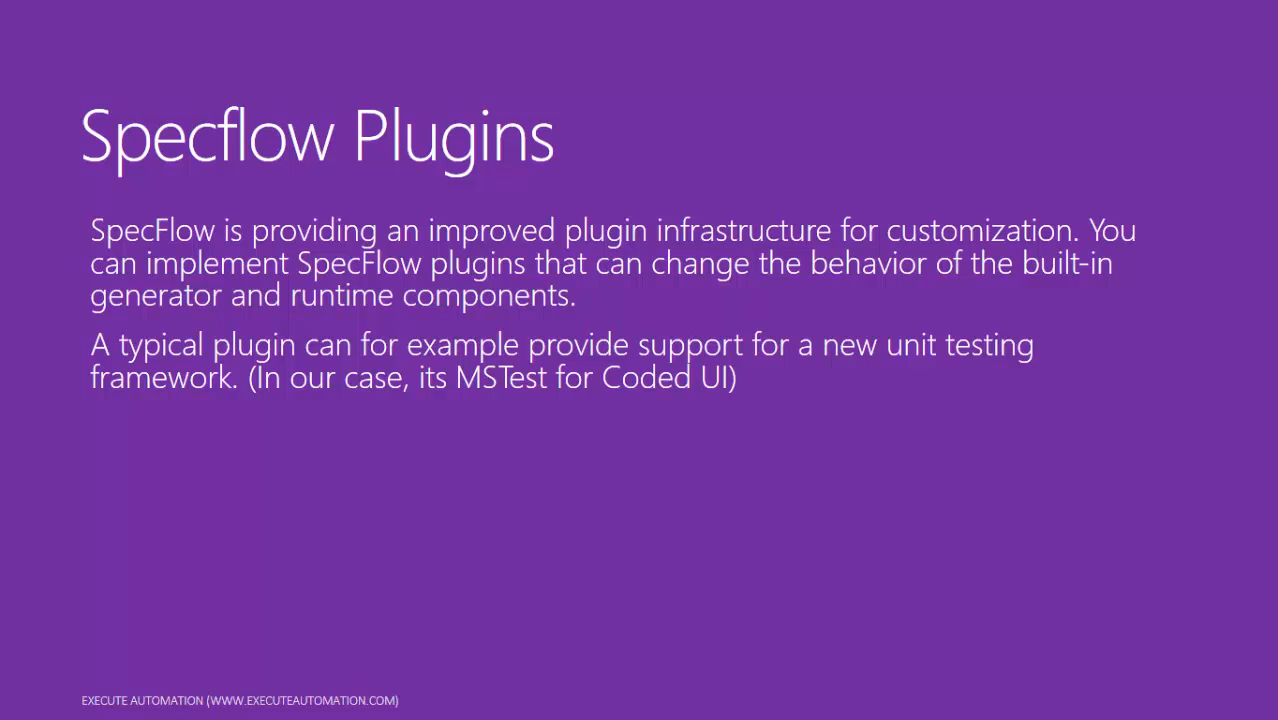 Specflow Plugins
SpecFlow is providing an improved plugin infrastructure for customization. You
can implement SpecFlow plugins that can change the behavior of the built-in
generator and runtime components.
A typical plugin can for example provide support for a new unit testing
framework. (In our case, its MSTest for Coded UI)
EXECUTE AUTOMATION (WWW.EXECUTEAUTOMATION.COM)